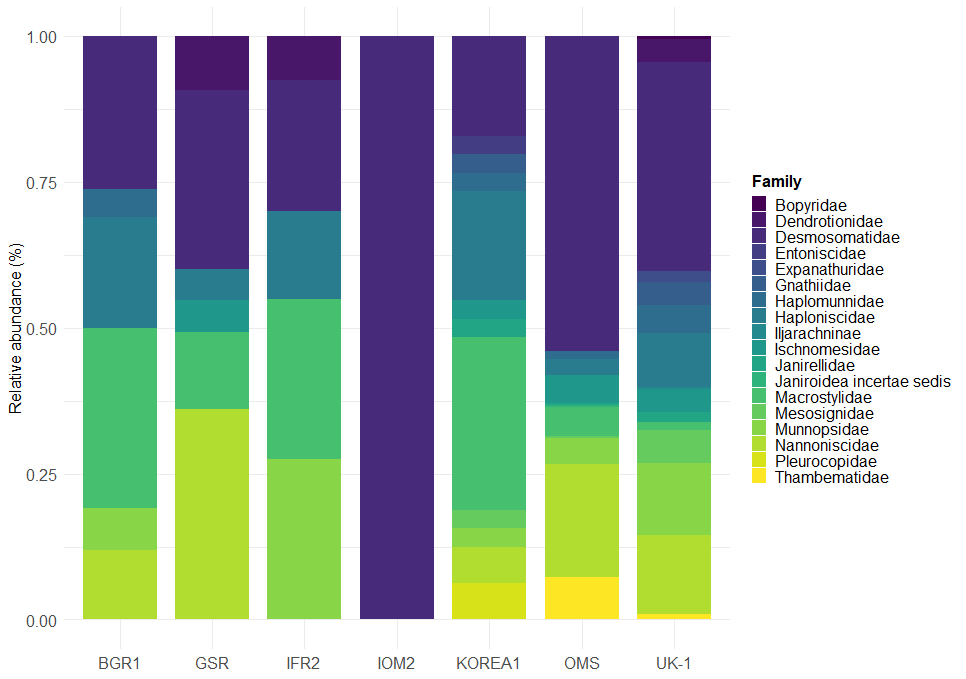 1.00
0.75
0.50
0.25
0.00
Relative abundance (%)
BGR1 GSR IFR2 IOM2 KOREA1 OMS UK-1
Family
Bopyridae
Dendrotionidae
Desmosomatidae
Entoniscidae
Expanathuridae
Gnathiidae
Haplomunnidae
Haploniscidae
Iljarachninae
Ischnomesidae
Janirellidae
Janiroidea incertae sedis
Macrostylidae
Mesosignidae
Munnopsidae
Nannoniscidae
Pleurocopidae
Thambematidae